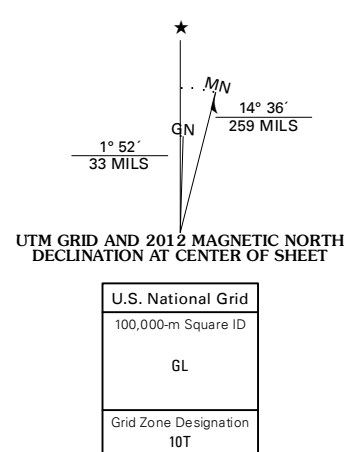 ★
MN
GN
14° 36´
259 MILS
1° 52´
33 MILS
UTM GRID AND 2012 MAGNETIC NORTH
DECLINATION AT CENTER OF SHEET
U.S. National Grid
100,000-m Square ID
GL
Grid Zone Designation
10T